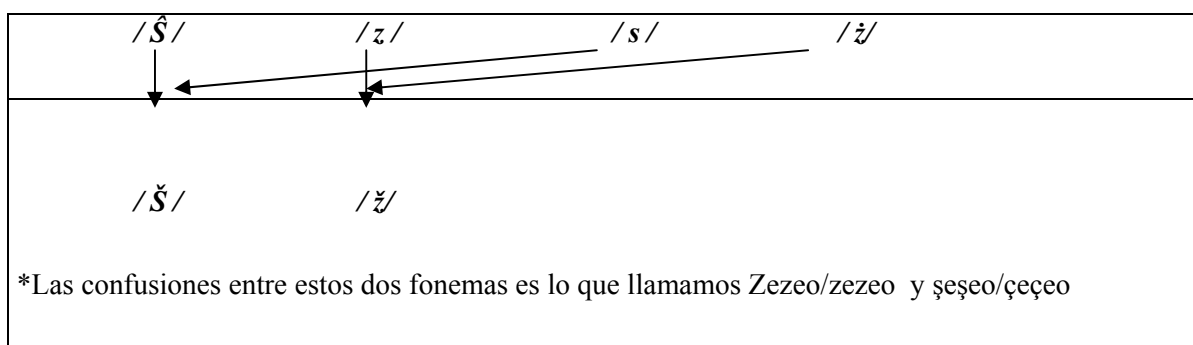 / Ŝ / / z / / s / / ż/
/ Š / / ž/
*Las confusiones entre estos dos fonemas es lo que llamamos Zezeo/zezeo y şeşeo/çeçeo